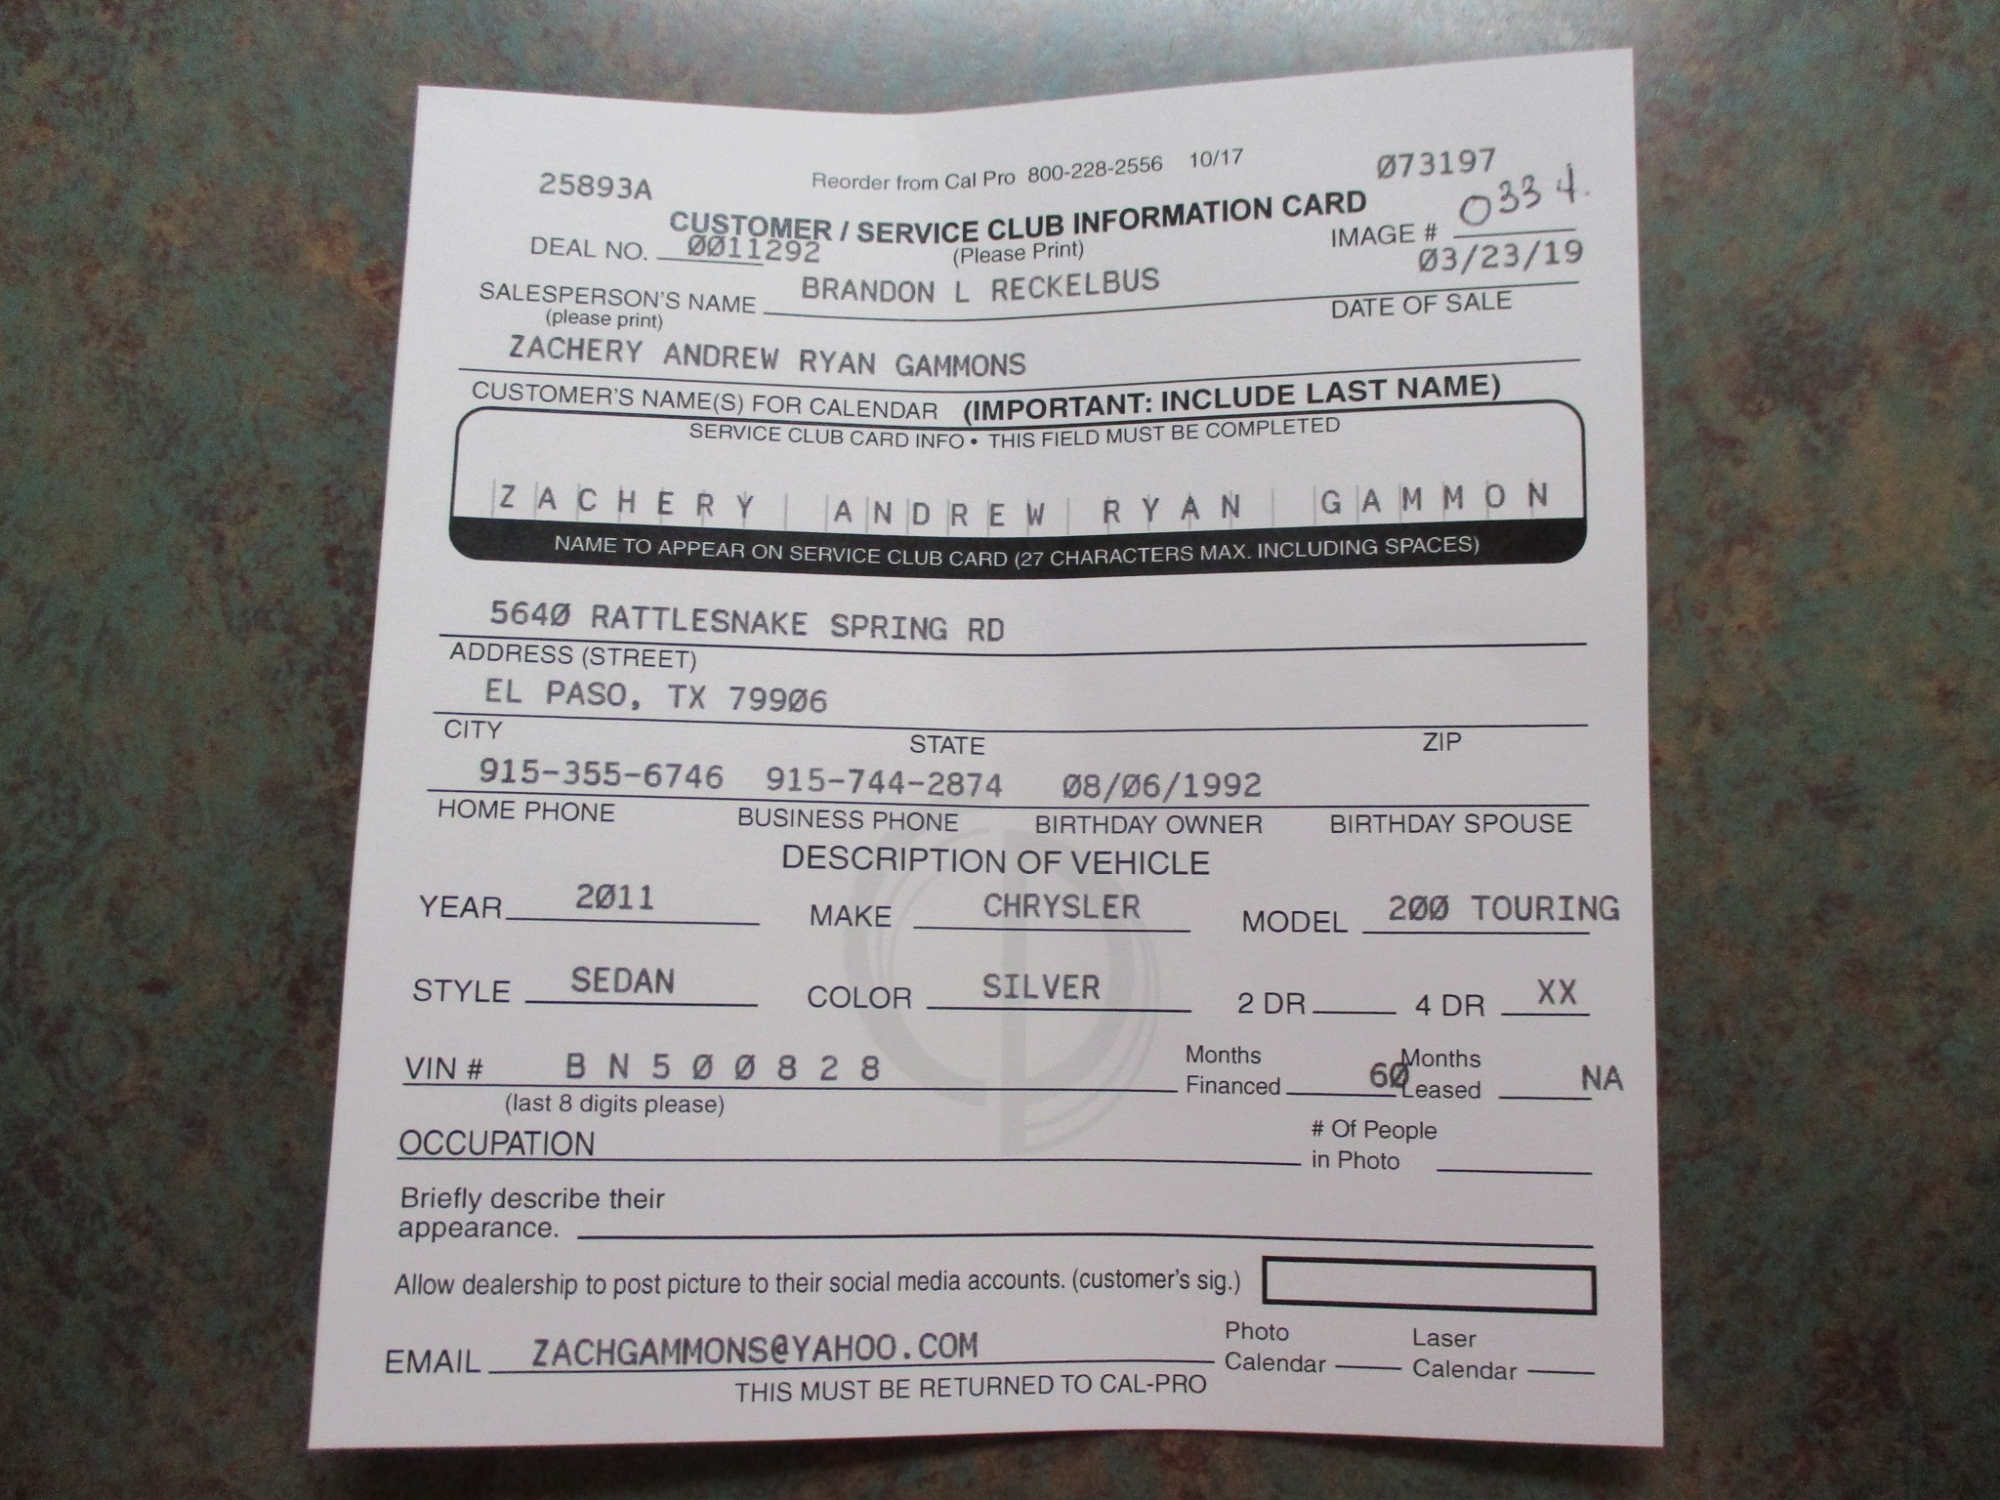 25893A Reorder from Cal Pro 800-228-2556 10/17 Ø73197
CUSTOMER / SERVICE CLUB INFORMATION CARD
DEAL NO. ØØ11292 (Please Print) IMAGE # 0334.
Ø3/23/19
SALESPERSON'S NAME BRANDON L RECKELBUS DATE OF SALE
(please print)
ZACHERY ANDREW RYAN GAMMONS
CUSTOMER'S NAME(S) FOR CALENDAR (IMPORTANT: INCLUDE LAST NAME)
SERVICE CLUB CARD INFO • THIS FIELD MUST BE COMPLETED
ZACHERY ANDREW RYAN GAMMON
NAME TO APPEAR ON SERVICE CLUB CARD (27 CHARACTERS MAX. INCLUDING SPACES)
564Ø RATTLESNAKE SPRING RD
ADDRESS (STREET)
EL PASO, TX 799Ø6
CITY STATE ZIP
915-355-6746 915-744-2874 Ø8/Ø6/1992
HOME PHONE BUSINESS PHONE BIRTHDAY OWNER BIRTHDAY SPOUSE
DESCRIPTION OF VEHICLE
YEAR 2Ø11 MAKE CHRYSLER MODEL 2ØØ TOURING
STYLE SEDAN COLOR SILVER 2 DR 4 DR XX
VIN # B N 5 Ø Ø 8 2 8 Months Financed 6Ø Months Leased NA
(last 8 digits please)
OCCUPATION # Of People in Photo
Briefly describe their
appearance.
Allow dealership to post picture to their social media accounts. (customer's sig.)
EMAIL ZACHGAMMONS@YAHOO.COM Photo Calendar Laser Calendar
THIS MUST BE RETURNED TO CAL-PRO